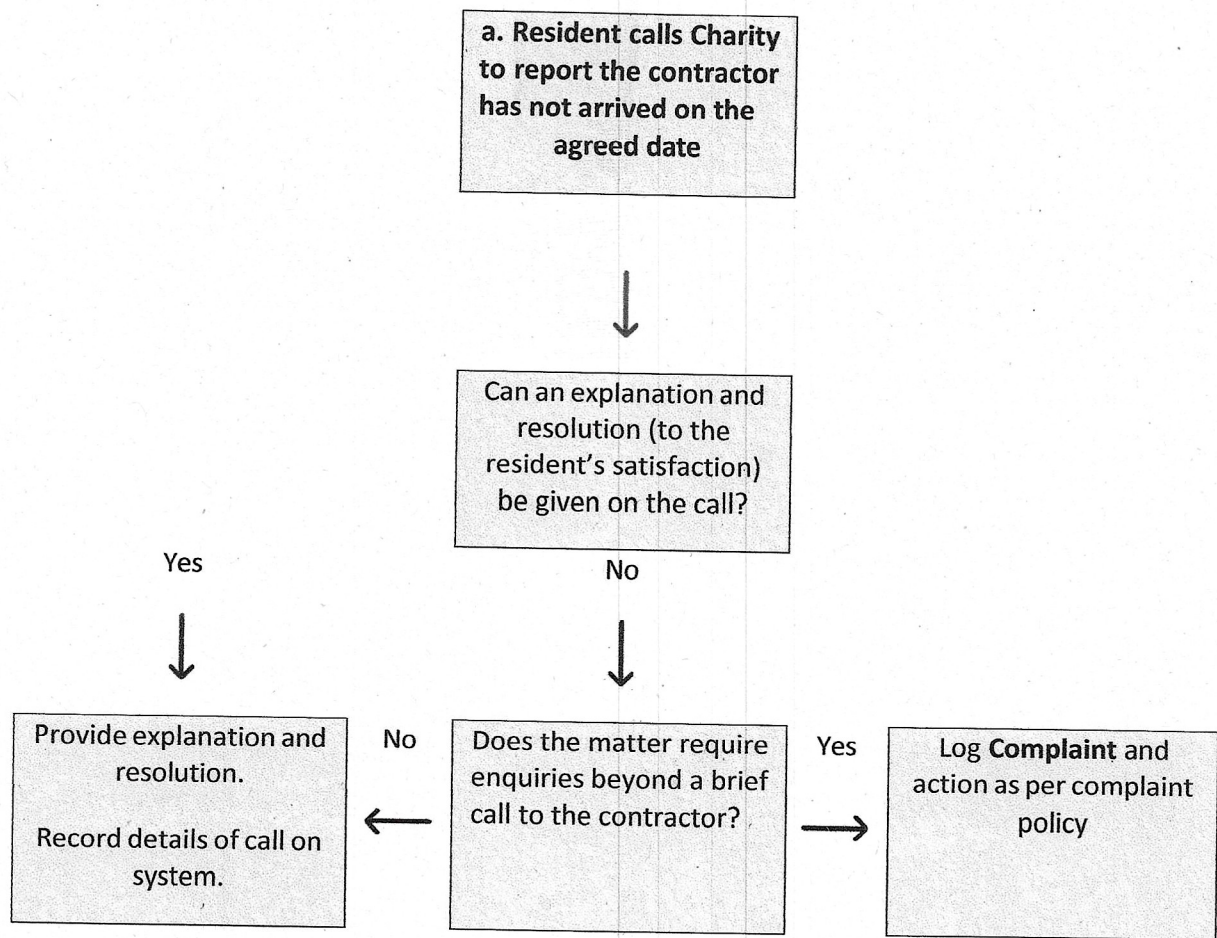 a. Resident calls Charity
to report the contractor
has not arrived on the
agreed date
Can an explanation and
resolution (to the
resident's satisfaction)
be given on the call?
Yes
No
Provide explanation and
resolution.
Record details of call on
system.
No
Does the matter require
enquiries beyond a brief
call to the contractor?
Yes
Log Complaint and
action as per complaint
policy